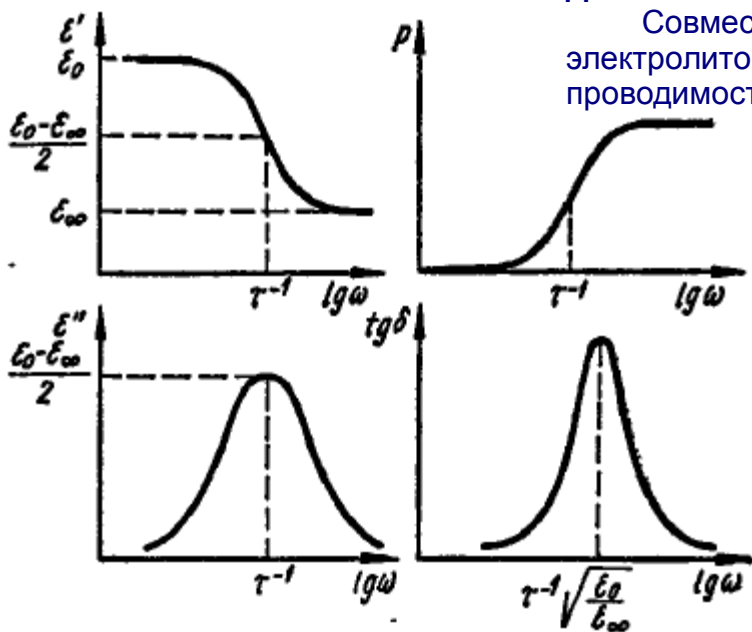 Совмес
электролито
проводимост
ε'
ε₀
ε₀-ε∞
2
ε∞
τ⁻¹
lgω
p
τ⁻¹
lgω
ε"
ε₀-ε∞
2
τ⁻¹
lgω
tgδ
τ⁻¹√ε₀/ε∞
lgω